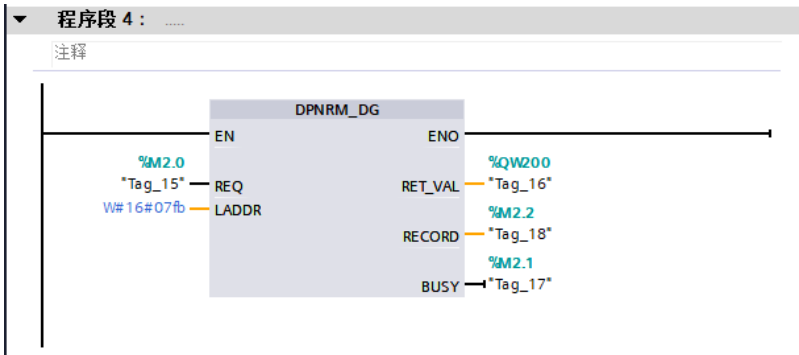 程序段 4： .....
注释
DPNRM_DG
EN ENO
%M2.0 %QW200
"Tag_15" REQ RET_VAL "Tag_16"
W#16#07fb LADDR %M2.2
RECORD "Tag_18"
%M2.1
BUSY "Tag_17"